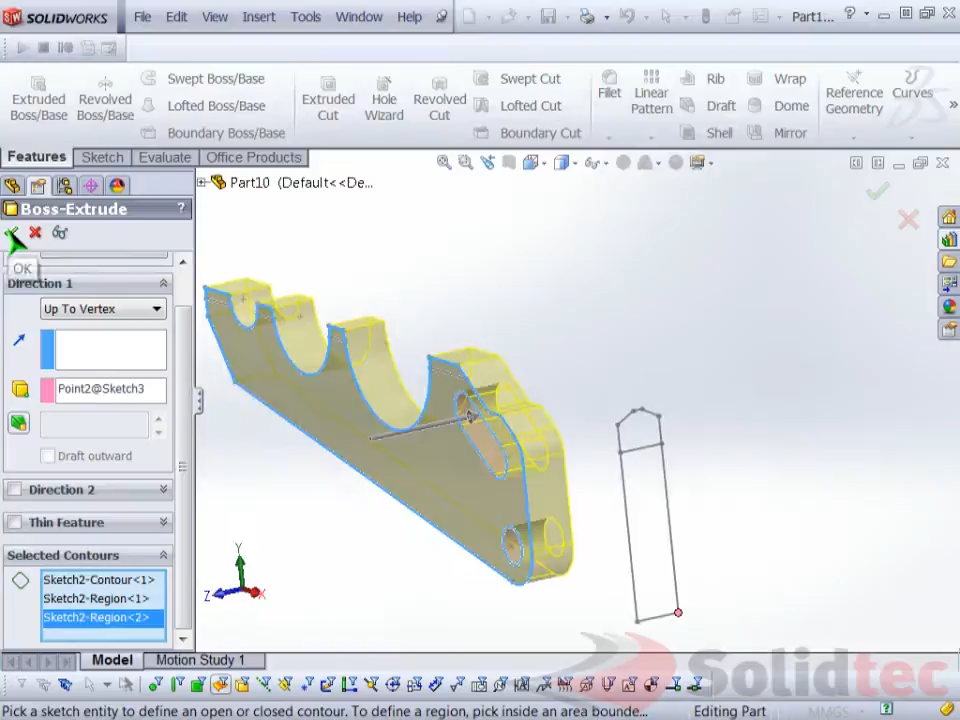 SOLIDWORKS File Edit View Insert Tools Window Help Part1... ?
Extruded Boss/Base
Revolved Boss/Base
Swept Boss/Base
Lofted Boss/Base
Boundary Boss/Base
Extruded Cut
Hole Wizard
Revolved Cut
Swept Cut
Lofted Cut
Boundary Cut
Fillet
Linear Pattern
Rib
Draft
Shell
Wrap
Dome
Mirror
Reference Geometry
Curves
Features Sketch Evaluate Office Products
Part10 (Default<<De...
Boss-Extrude ?
OK
Direction 1
Up To Vertex
Point2@Sketch3
Draft outward
Direction 2
Thin Feature
Selected Contours
Sketch2-Contour<1>
Sketch2-Region<1>
Sketch2-Region<2>
Y
Z X
Model Motion Study 1
Solidtec
Pick a sketch entity to define an open or closed contour. To define a region, pick inside an area bounde... Editing Part MMGS ?